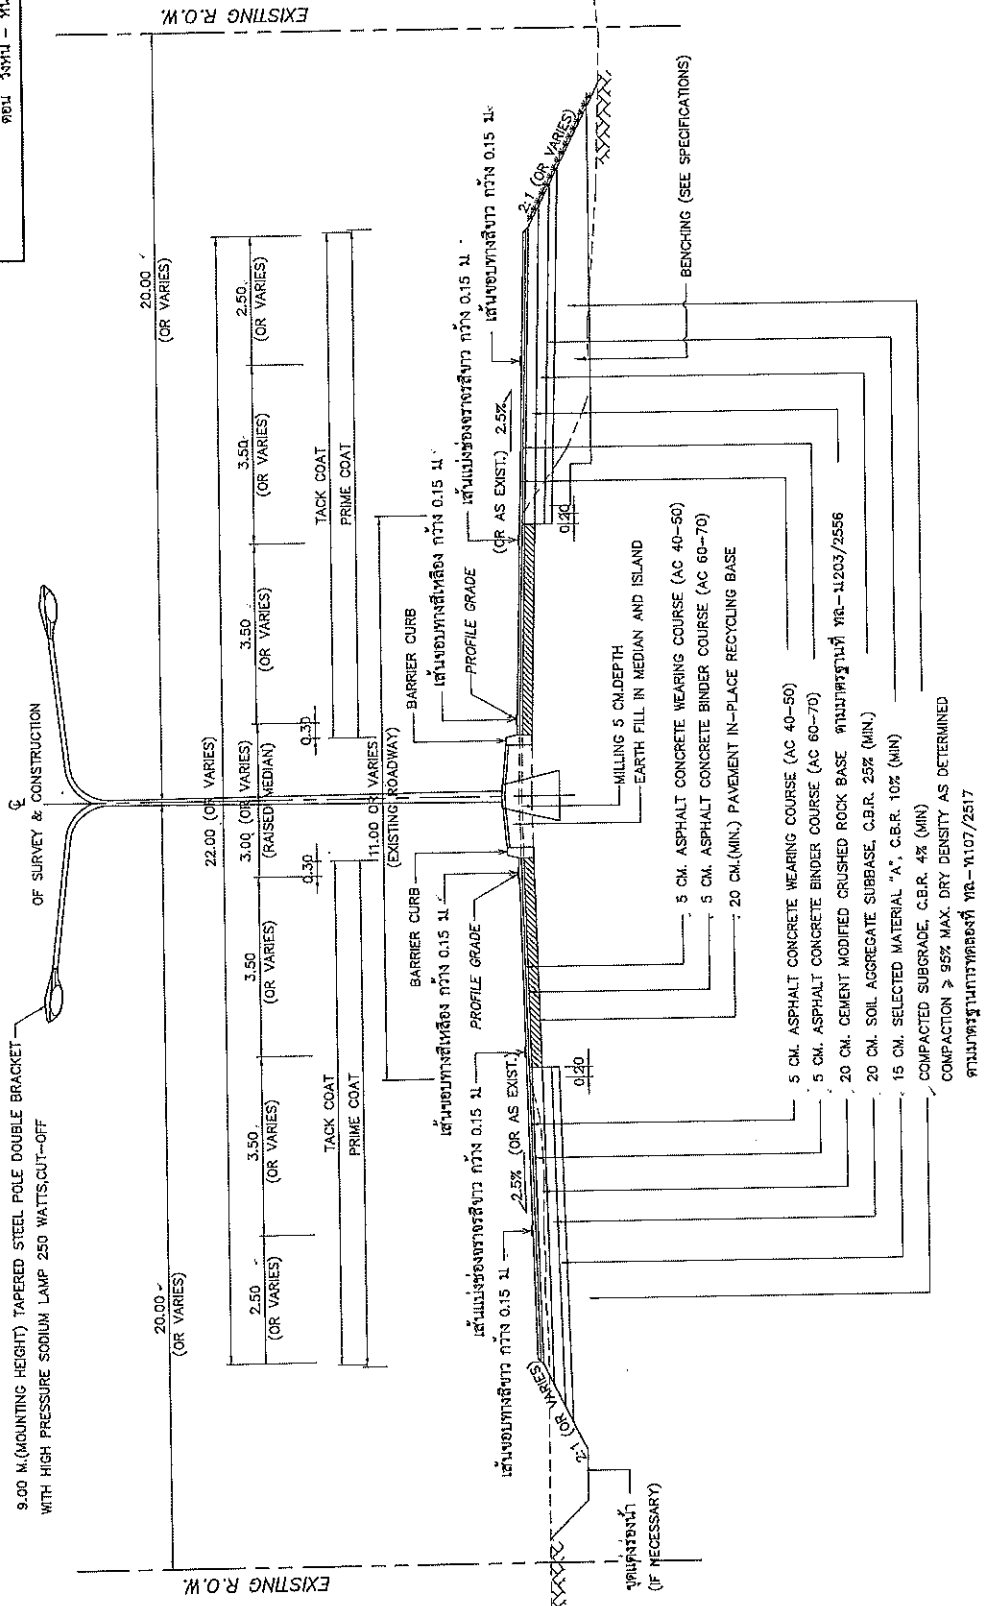 ตอน วังหิน -
9.00 M.(MOUNTING HEIGHT) TAPERED STEEL POLE DOUBLE BRACKET
WITH HIGH PRESSURE SODIUM LAMP 250 WATTS,CUT-OFF
℄
OF SURVEY & CONSTRUCTION
EXISTING R.O.W.
EXISTING R.O.W.
20.00
(OR VARIES)
20.00
(OR VARIES)
22.00 (OR VARIES)
2.50
(OR VARIES)
3.50
(OR VARIES)
3.50
(OR VARIES)
0.30
3.00 (OR VARIES)
(RAISED MEDIAN)
0.30
3.50
(OR VARIES)
3.50
(OR VARIES)
2.50
(OR VARIES)
TACK COAT
PRIME COAT
TACK COAT
PRIME COAT
11.00 OR VARIES
(EXISTING ROADWAY)
BARRIER CURB
BARRIER CURB
เส้นขอบทางสีเหลือง กว้าง 0.15 ม
เส้นขอบทางสีเหลือง กว้าง 0.15 ม
PROFILE GRADE
PROFILE GRADE
เส้นแบ่งช่องจราจรสีขาว กว้าง 0.15 ม
เส้นแบ่งช่องจราจรสีขาว กว้าง 0.15 ม
เส้นขอบทางสีขาว กว้าง 0.15 ม
เส้นขอบทางสีขาว กว้าง 0.15 ม
2.5% (OR AS EXIST.)
(OR AS EXIST.) 2.5%
2:1 (OR VARIES)
2:1 (OR VARIES)
0.20
0.20
ขุดแต่งร่องน้ำ
(IF NECESSARY)
BENCHING (SEE SPECIFICATIONS)
MILLING 5 CM.DEPTH
EARTH FILL IN MEDIAN AND ISLAND
5 CM. ASPHALT CONCRETE WEARING COURSE (AC 40-50)
5 CM. ASPHALT CONCRETE BINDER COURSE (AC 60-70)
20 CM.(MIN.) PAVEMENT IN-PLACE RECYCLING BASE
5 CM. ASPHALT CONCRETE WEARING COURSE (AC 40-50)
5 CM. ASPHALT CONCRETE BINDER COURSE (AC 60-70)
20 CM. CEMENT MODIFIED CRUSHED ROCK BASE ตามมาตรฐานที่ ทล-ม203/2556
20 CM. SOIL AGGREGATE SUBBASE, C.B.R. 25% (MIN.)
15 CM. SELECTED MATERIAL "A", C.B.R. 10% (MIN)
COMPACTED SUBGRADE, C.B.R. 4% (MIN)
COMPACTION ⩾ 95% MAX. DRY DENSITY AS DETERMINED
ตามมาตรฐานการทดลองที่ ทล-ท107/2517